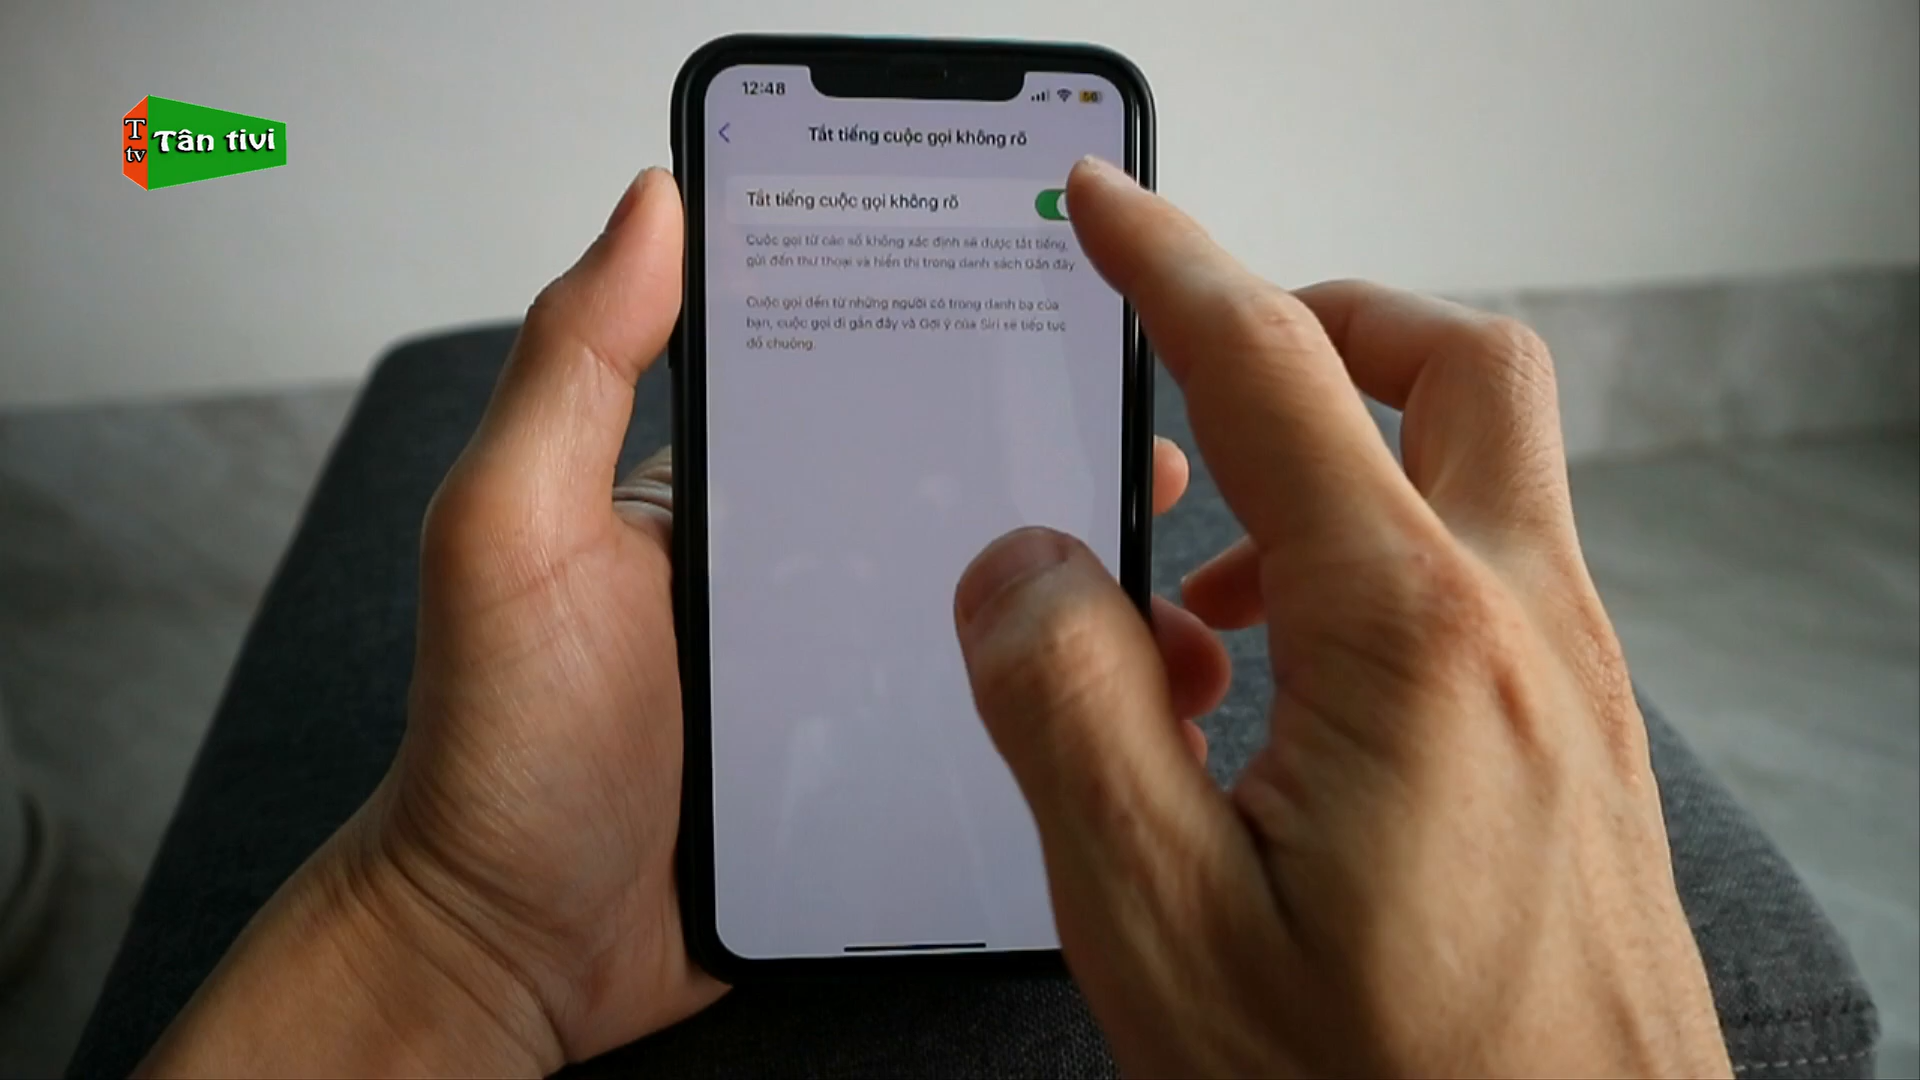 T
tv
Tân tivi
12:48
56
Tắt tiếng cuộc gọi không rõ
Tắt tiếng cuộc gọi không rõ
Cuộc gọi từ các số không xác định sẽ được tắt tiếng,
gửi đến thư thoại và hiển thị trong danh sách Gần đây
Cuộc gọi đến từ những người có trong danh bạ của
bạn, cuộc gọi đi gần đây và Gợi ý của Siri sẽ tiếp tục
đổ chuông.